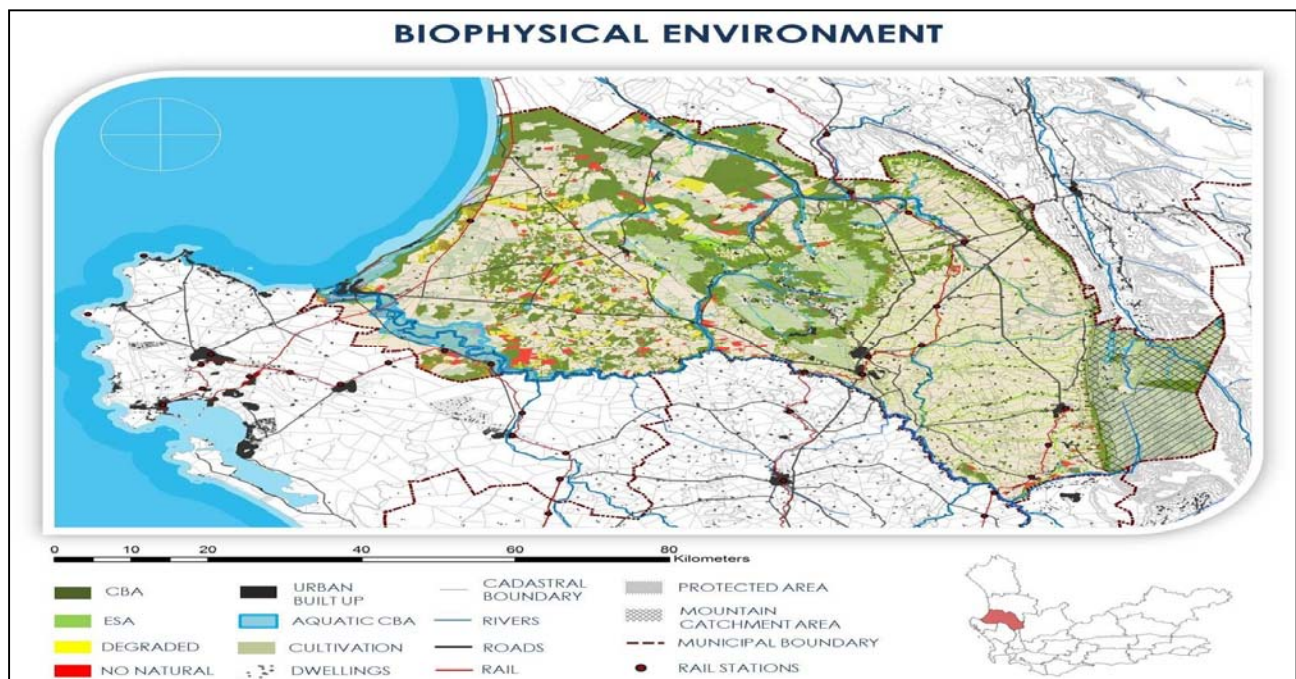 BIOPHYSICAL ENVIRONMENT
0 10 20 40 60 80
Kilometers
CBA
ESA
DEGRADED
NO NATURAL
URBAN
BUILT UP
AQUATIC CBA
CULTIVATION
DWELLINGS
CADASTRAL
BOUNDARY
RIVERS
ROADS
RAIL
PROTECTED AREA
MOUNTAIN
CATCHMENT AREA
MUNICIPAL BOUNDARY
RAIL STATIONS